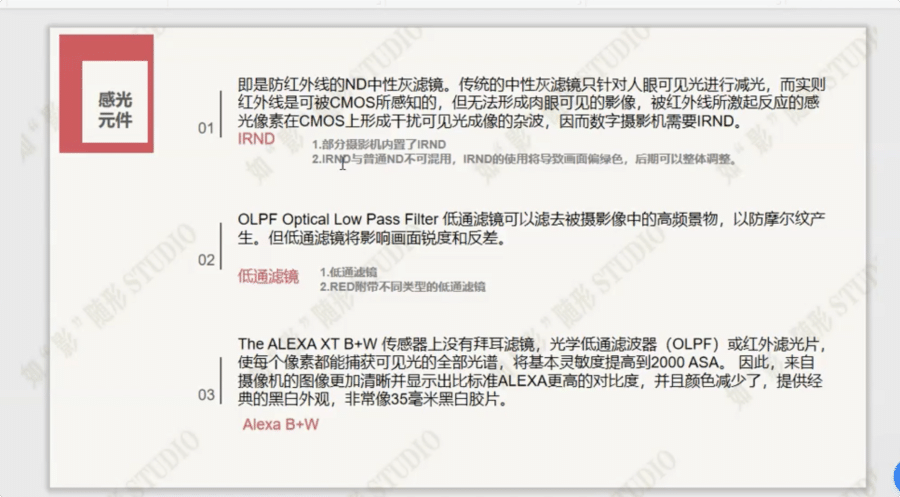 感光
元件
01
即是防红外线的ND中性灰滤镜。传统的中性灰滤镜只针对人眼可见光进行减光，而实则
红外线是可被CMOS所感知的，但无法形成肉眼可见的影像，被红外线所激起反应的感
光像素在CMOS上形成干扰可见光成像的杂波，因而数字摄影机需要IRND。
IRND
1.部分摄影机内置了IRND
2.IRND与普通ND不可混用，IRND的使用将导致画面偏绿色，后期可以整体调整。
02
OLPF Optical Low Pass Filter 低通滤镜可以滤去被摄影像中的高频景物，以防摩尔纹产
生。但低通滤镜将影响画面锐度和反差。
低通滤镜
1.低通滤镜
2.RED附带不同类型的低通滤镜
03
The ALEXA XT B+W 传感器上没有拜耳滤镜，光学低通滤波器（OLPF）或红外滤光片，
使每个像素都能捕获可见光的全部光谱，将基本灵敏度提高到2000 ASA。 因此，来自
摄像机的图像更加清晰并显示出比标准ALEXA更高的对比度，并且颜色减少了，提供经
典的黑白外观，非常像35毫米黑白胶片。
Alexa B+W
如“影”随形 STUDIO